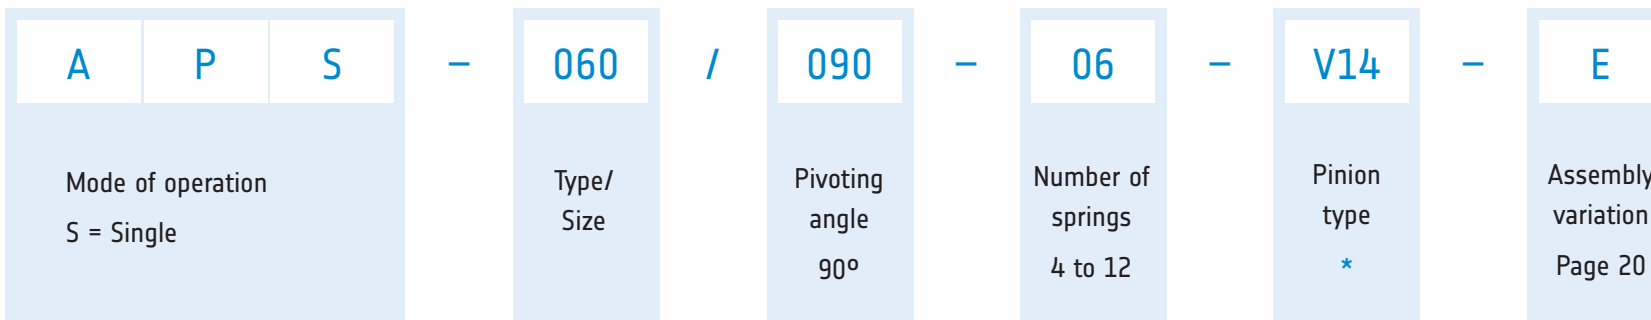 A P S – 060 / 090 – 06 – V14 – E
Mode of operation
S = Single
Type/
Size
Pivoting
angle
90º
Number of
springs
4 to 12
Pinion
type
*
Assembly
variation
Page 20